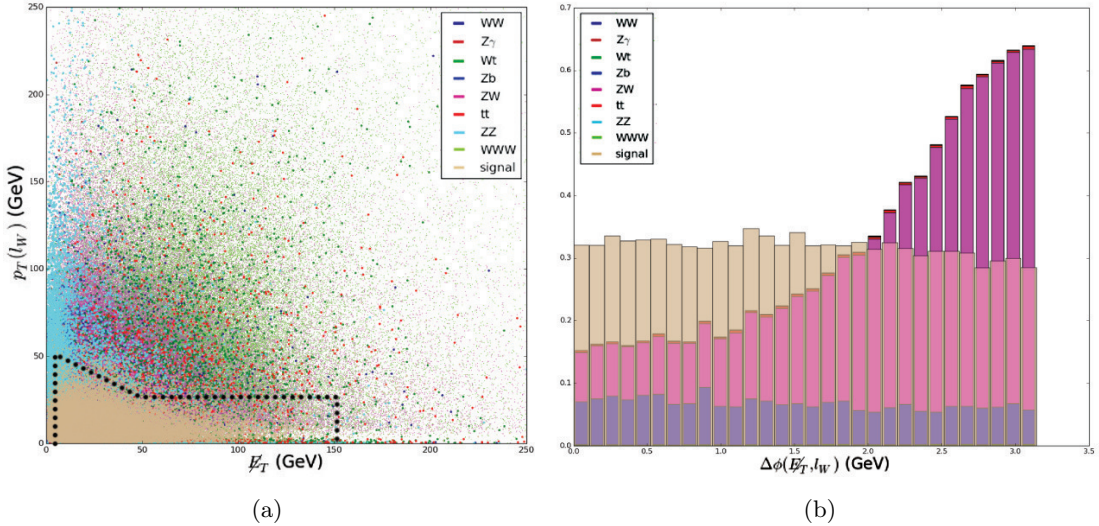 250
200
150
100
50
0
p_T(l_W) (GeV)
WW
Zγ
Wt
Zb
ZW
tt
ZZ
WWW
signal
0 50 100 150 200 250
E̸_T (GeV)
(a)
0.7
0.6
0.5
0.4
0.3
0.2
0.1
0.0
WW
Zγ
Wt
Zb
ZW
tt
ZZ
WWW
signal
0.0 0.5 1.0 1.5 2.0 2.5 3.0 3.5
Δϕ(E̸_T, l_W) (GeV)
(b)